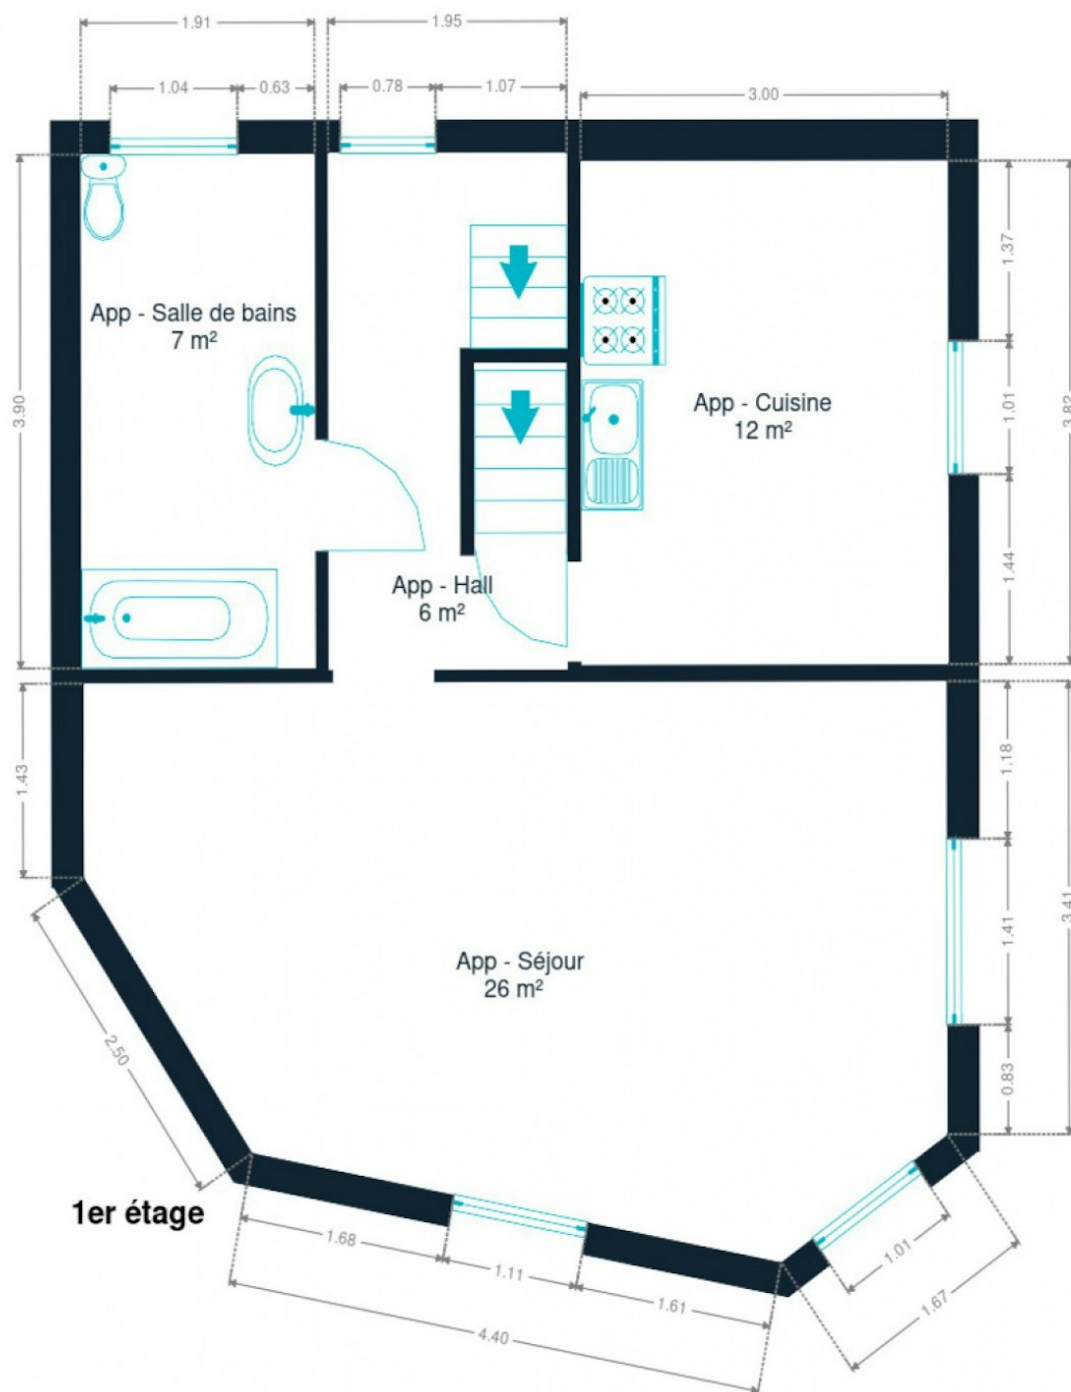 1.91
1.95
1.04
0.63
0.78
1.07
3.00
1.37
App - Salle de bains
7 m²
3.90
1.01
3.82
App - Cuisine
12 m²
1.44
App - Hall
6 m²
1.43
1.18
3.41
1.41
App - Séjour
26 m²
2.50
0.83
1er étage
1.68
1.11
1.61
4.40
1.01
1.67